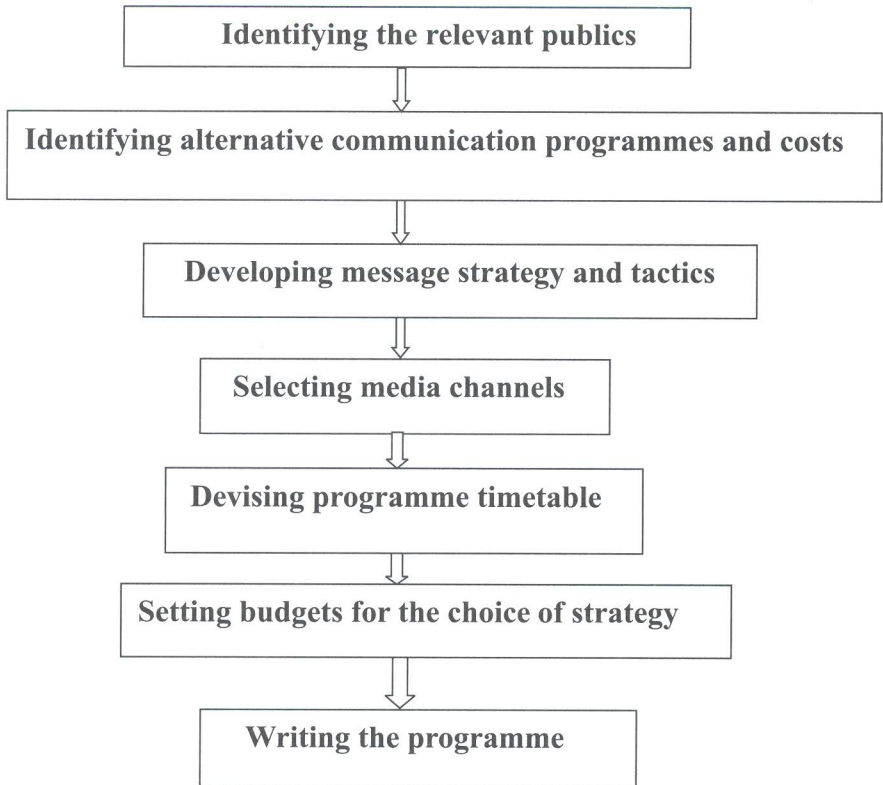 Identifying the relevant publics
Identifying alternative communication programmes and costs
Developing message strategy and tactics
Selecting media channels
Devising programme timetable
Setting budgets for the choice of strategy
Writing the programme